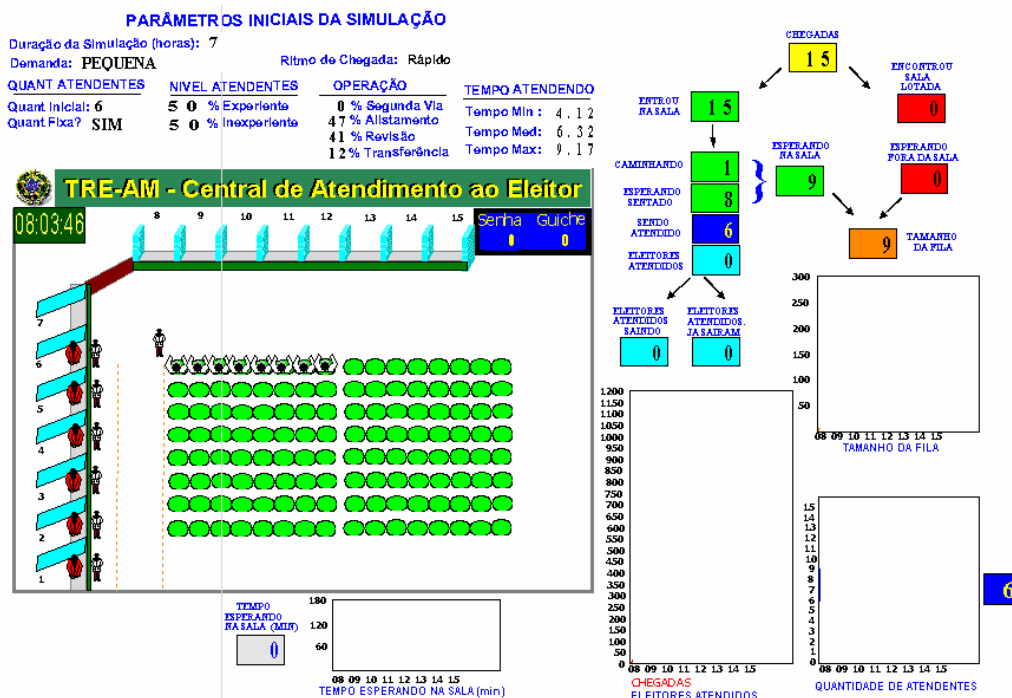 PARÂMETROS INICIAIS DA SIMULAÇÃO
Duração da Simulação (horas): 7
Demanda: PEQUENA
Ritmo de Chegada: Rápido
QUANT ATENDENTES
Quant Inicial: 6
Quant Fixa? SIM
NIVEL ATENDENTES
5 0 % Experiente
5 0 % Inexperiente
OPERAÇÃO
0 % Segunda Via
47 % Alistamento
41 % Revisão
12 % Transferência
TEMPO ATENDENDO
Tempo Min : 4.12
Tempo Med: 6.32
Tempo Max: 9.17
TRE-AM - Central de Atendimento ao Eleitor
08:03:46
8 9 10 11 12 13 14 15
Senha Guiche
0 0
7
6
5
4
3
2
1
CHEGADAS
1 5
ENTROU
NA SALA
1 5
ENCONTROU
SALA
LOTADA
0
CAMINHANDO
1
ESPERANDO
SENTADO
8
ESPERANDO
NA SALA
9
ESPERANDO
FORA DA SALA
0
SENDO
ATENDIDO
6
ELEITORES
ATENDIDOS
0
9
TAMANHO
DA FILA
ELEITORES
ATENDIDOS
SAINDO
0
ELEITORES
ATENDIDOS.
JA SAIRAM
0
300
250
200
150
100
50
08 09 10 11 12 13 14 15
TAMANHO DA FILA
1200
1150
1100
1050
1000
950
900
850
800
750
700
650
600
550
500
450
400
350
300
250
200
150
100
50
0
08 09 10 11 12 13 14 15
CHEGADAS
ELEITORES ATENDIDOS
15
14
13
12
11
10
9
8
7
6
5
4
3
2
1
0
08 09 10 11 12 13 14 15
QUANTIDADE DE ATENDENTES
6
TEMPO
ESPERANDO
NA SALA (MIN)
0
180
120
60
08 09 10 11 12 13 14 15
TEMPO ESPERANDO NA SALA (min)